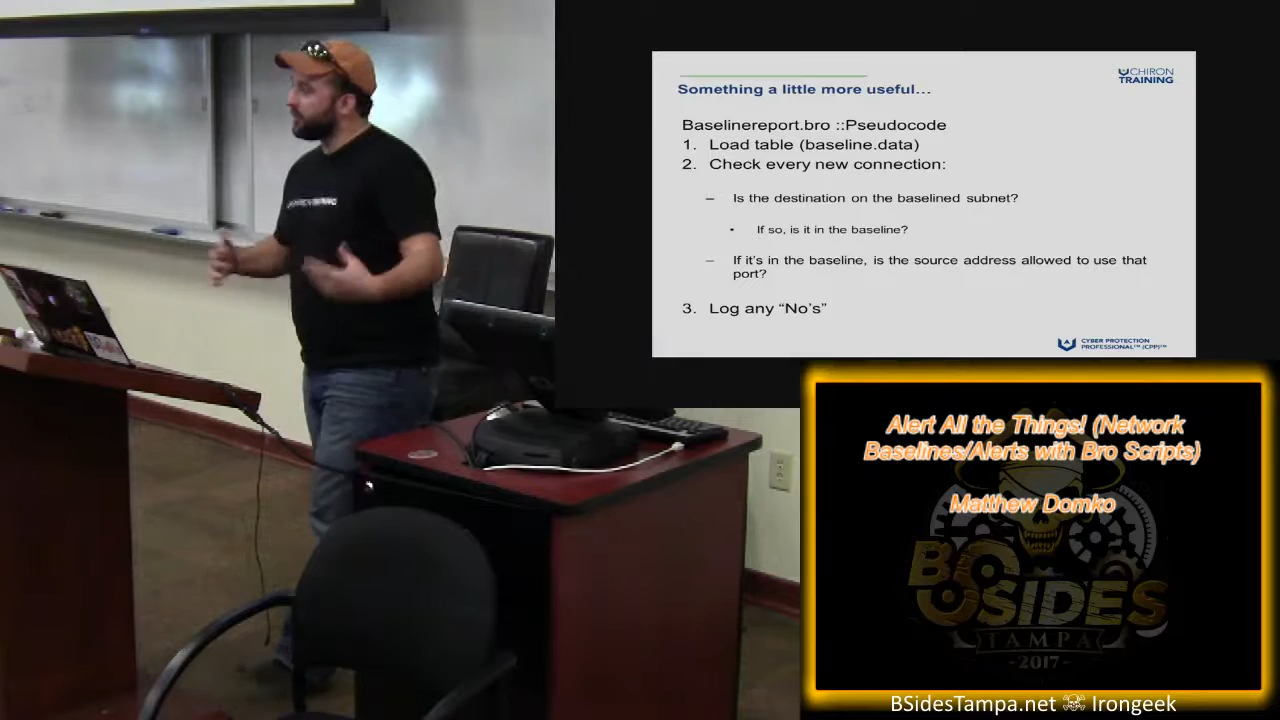 CHIRON
TRAINING
Something a little more useful…
Baselinereport.bro ::Pseudocode
1. Load table (baseline.data)
2. Check every new connection:
– Is the destination on the baselined subnet?
• If so, is it in the baseline?
– If it's in the baseline, is the source address allowed to use that
port?
3. Log any “No's”
CYBER PROTECTION
PROFESSIONAL™ (CPP)™
Alert All the Things! (Network
Baselines/Alerts with Bro Scripts)
Matthew Domko
BSIDES
TAMPA
-2017-
BSidesTampa.net ☠ Irongeek